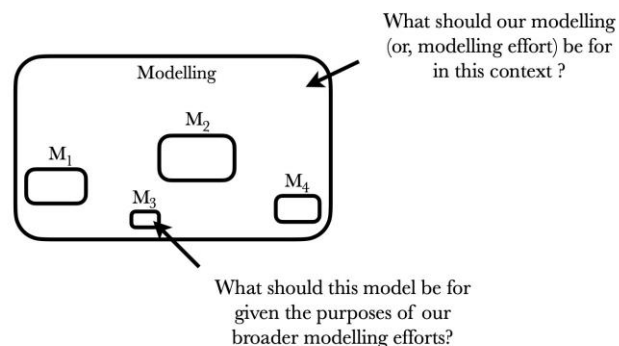 What should our modelling
(or, modelling effort) be for
in this context ?
Modelling
M₂
M₁
M₄
M₃
What should this model be for
given the purposes of our
broader modelling efforts?